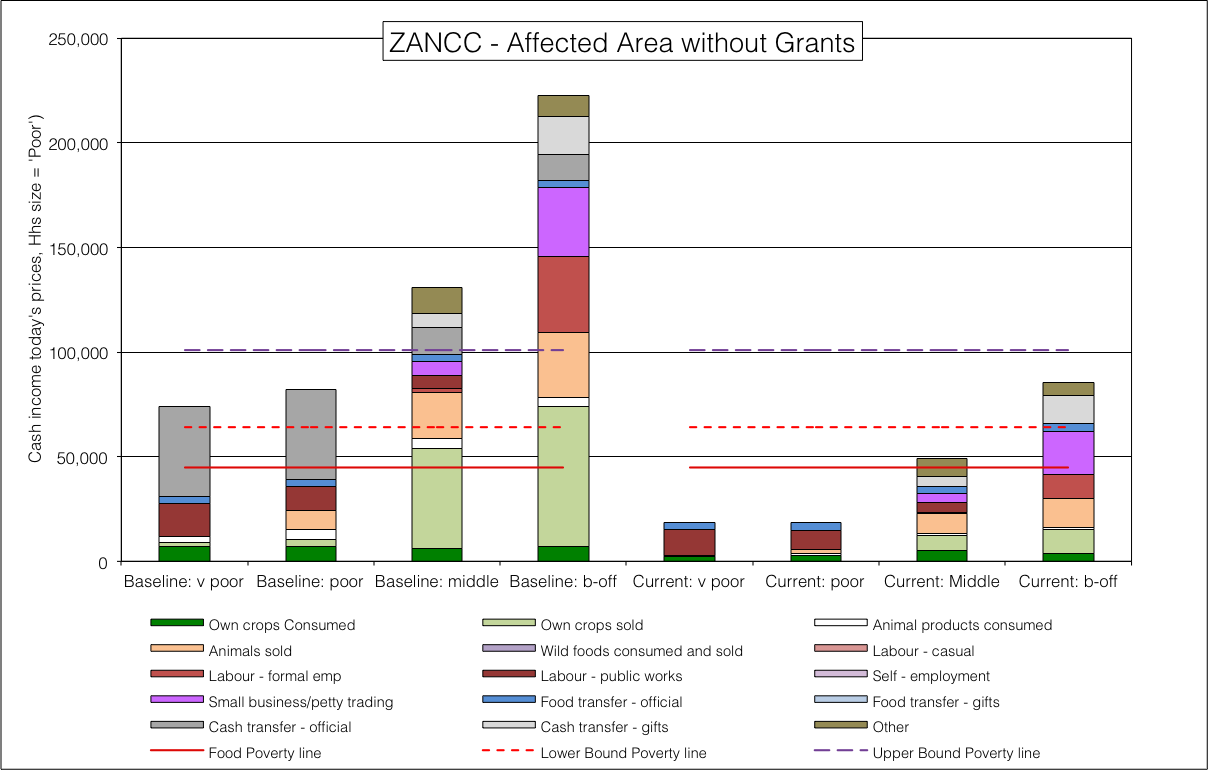 ZANCC - Affected Area without Grants
Cash income today's prices, Hhs size = 'Poor')
250,000
200,000
150,000
100,000
50,000
0
Baseline: v poor Baseline: poor Baseline: middle Baseline: b-off Current: v poor Current: poor Current: Middle Current: b-off
Own crops Consumed Own crops sold Animal products consumed
Animals sold Wild foods consumed and sold Labour - casual
Labour - formal emp Labour - public works Self - employment
Small business/petty trading Food transfer - official Food transfer - gifts
Cash transfer - official Cash transfer - gifts Other
Food Poverty line Lower Bound Poverty line Upper Bound Poverty line